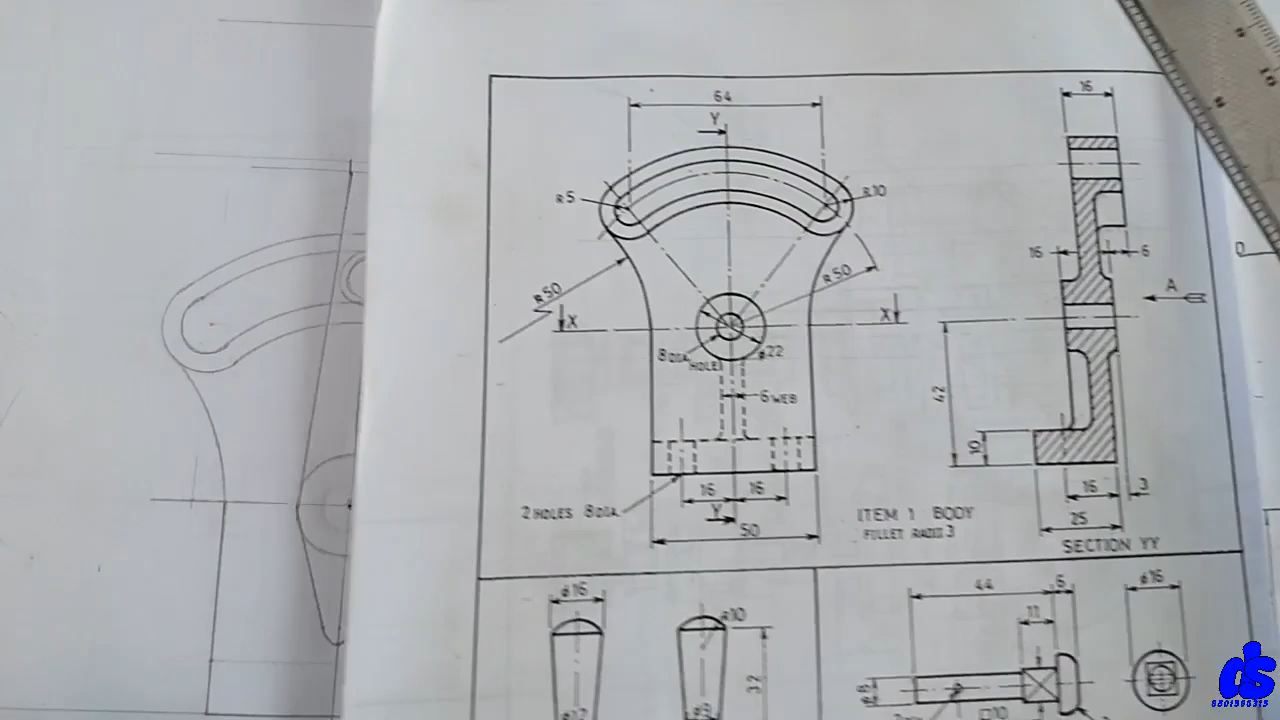 64
16
Y
R5
R10
R50
R50
16
6
A
X
X
8 DIA HOLE
ø22
6 WEB
42
10
16
16
16
3
2 HOLES 8 DIA
Y
50
25
ITEM 1 BODY
FILLET RADII 3
SECTION YY
ø16
R10
32
44
6
11
ø16
□10